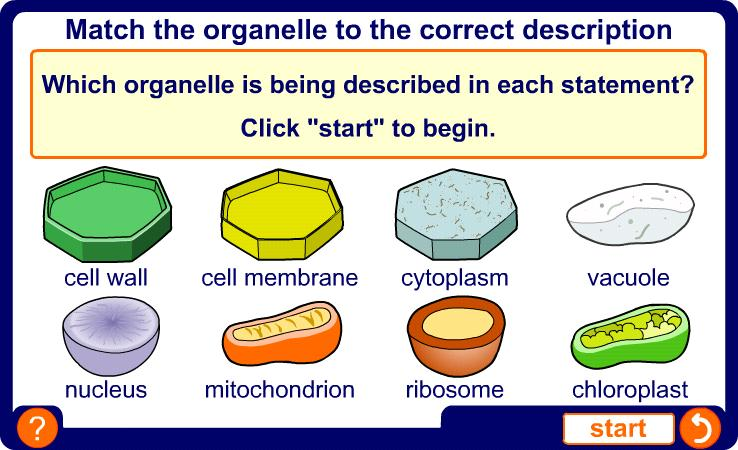 Match the organelle to the correct description
Which organelle is being described in each statement?
Click "start" to begin.
cell wall
cell membrane
cytoplasm
vacuole
nucleus
mitochondrion
ribosome
chloroplast
?
start